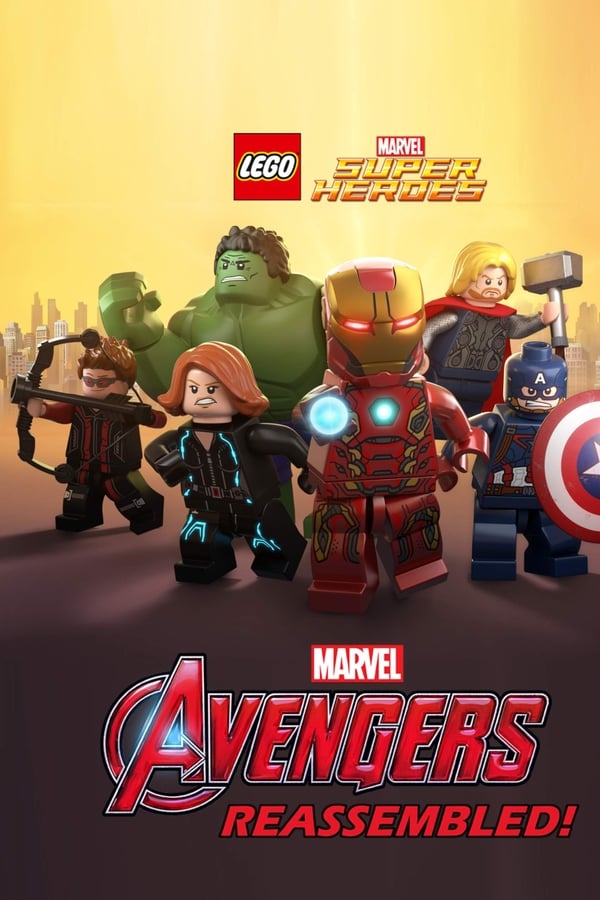 LEGO
MARVEL
SUPER
HEROES
A
MARVEL
AVENGERS
REASSEMBLED!